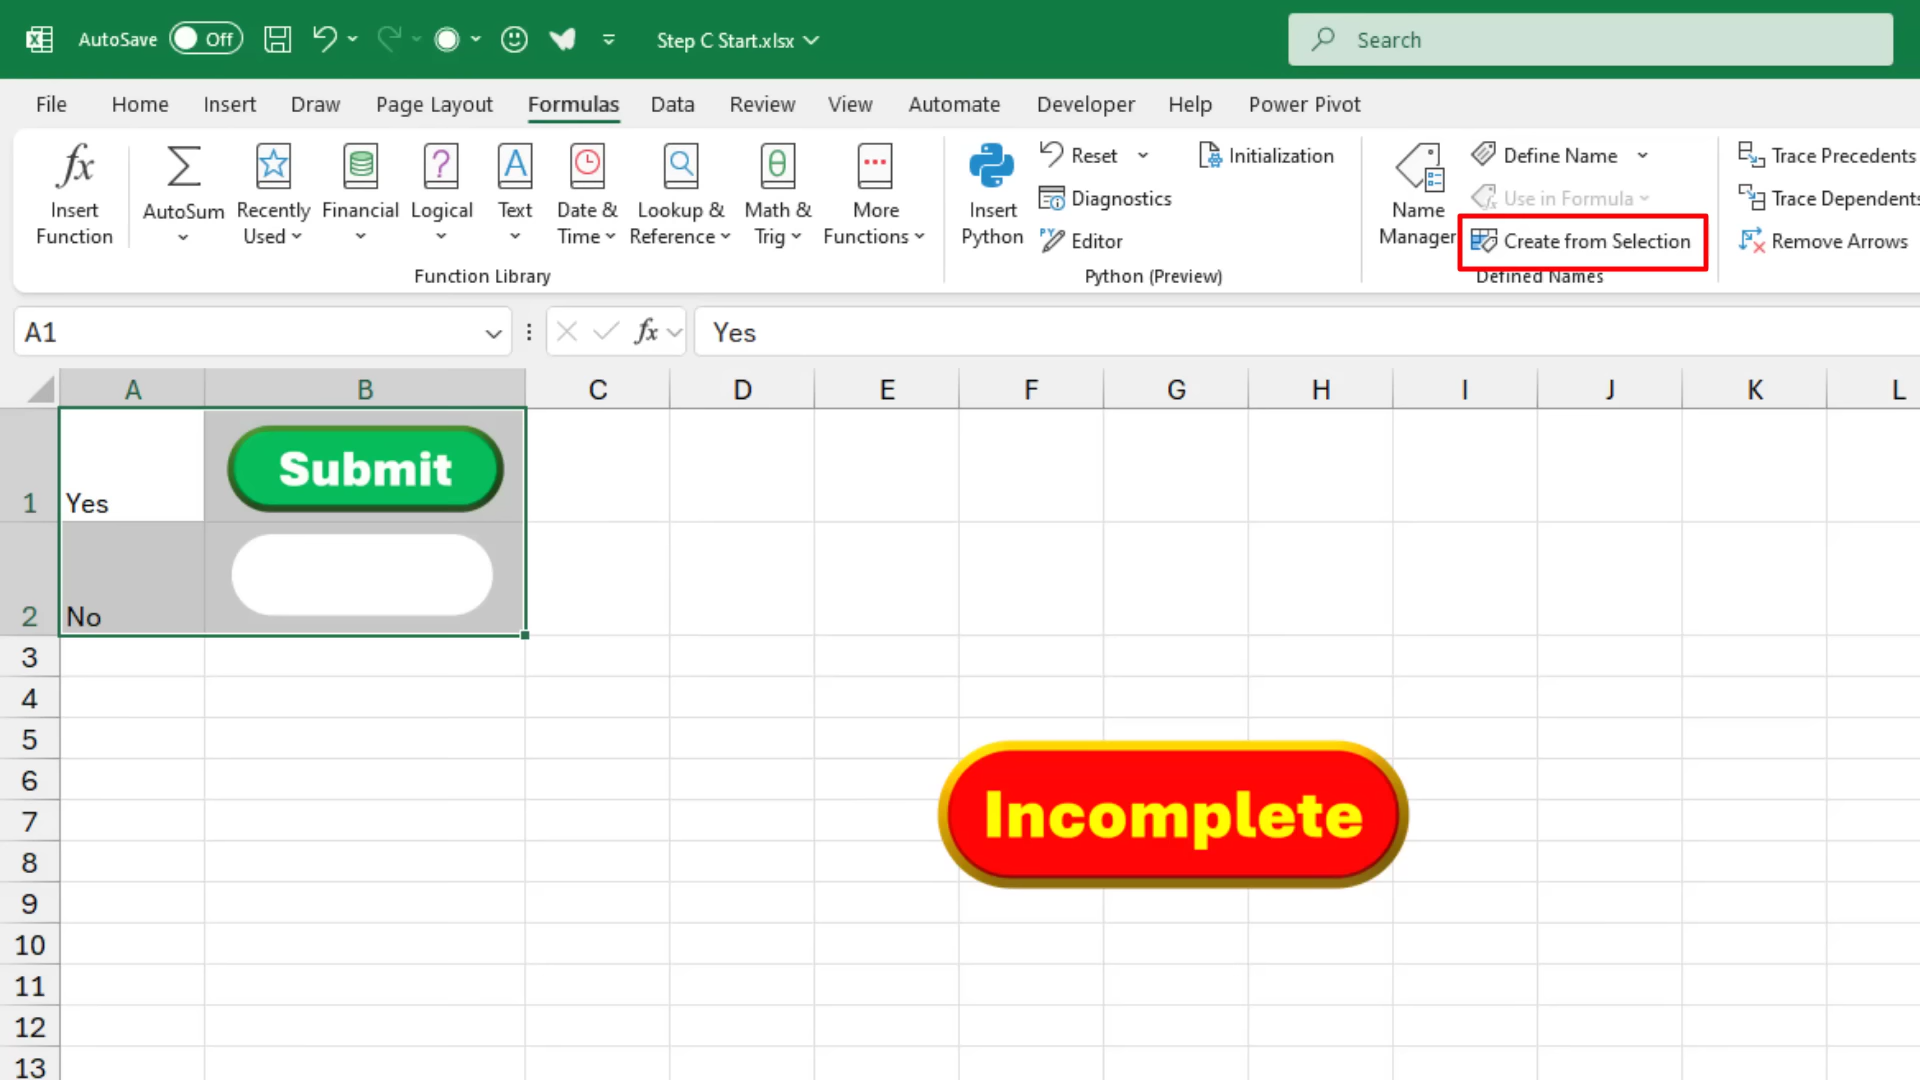 AutoSave Off Step C Start.xlsx Search
File Home Insert Draw Page Layout Formulas Data Review View Automate Developer Help Power Pivot
Insert Function
AutoSum
Recently Used
Financial
Logical
Text
Date & Time
Lookup & Reference
Math & Trig
More Functions
Function Library
Insert Python
Reset
Diagnostics
Editor
Initialization
Python (Preview)
Name Manager
Define Name
Use in Formula
Create from Selection
Defined Names
Trace Precedents
Trace Dependents
Remove Arrows
A1 fx Yes
A B C D E F G H I J K L
Submit
1 Yes
2 No
3
4
5
6
Incomplete
7
8
9
10
11
12
13